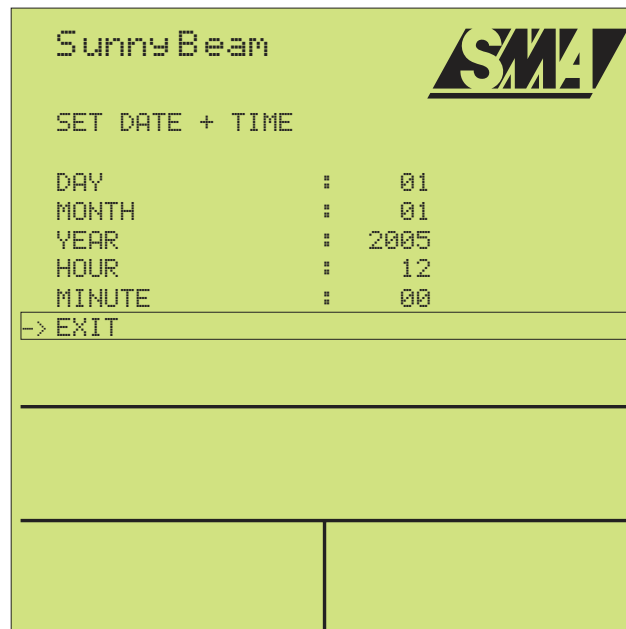 Sunny Beam
SMA
SET DATE + TIME
DAY : 01
MONTH : 01
YEAR : 2005
HOUR : 12
MINUTE : 00
-> EXIT